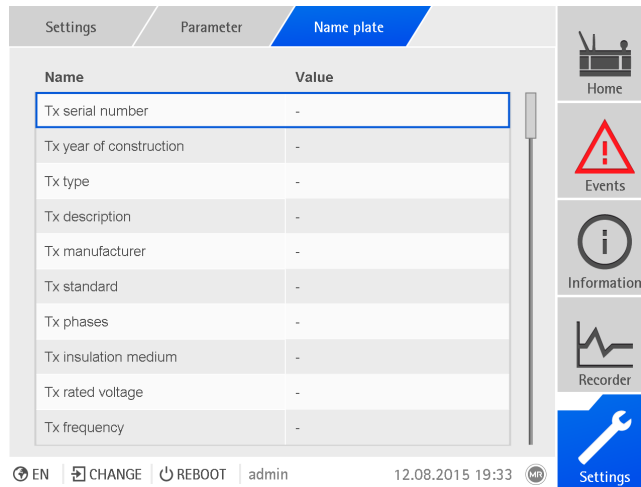 Settings Parameter Name plate
Name Value
Tx serial number -
Tx year of construction -
Tx type -
Tx description -
Tx manufacturer -
Tx standard -
Tx phases -
Tx insulation medium -
Tx rated voltage -
Tx frequency -
Home
Events
Information
Recorder
Settings
EN CHANGE REBOOT admin 12.08.2015 19:33 MR